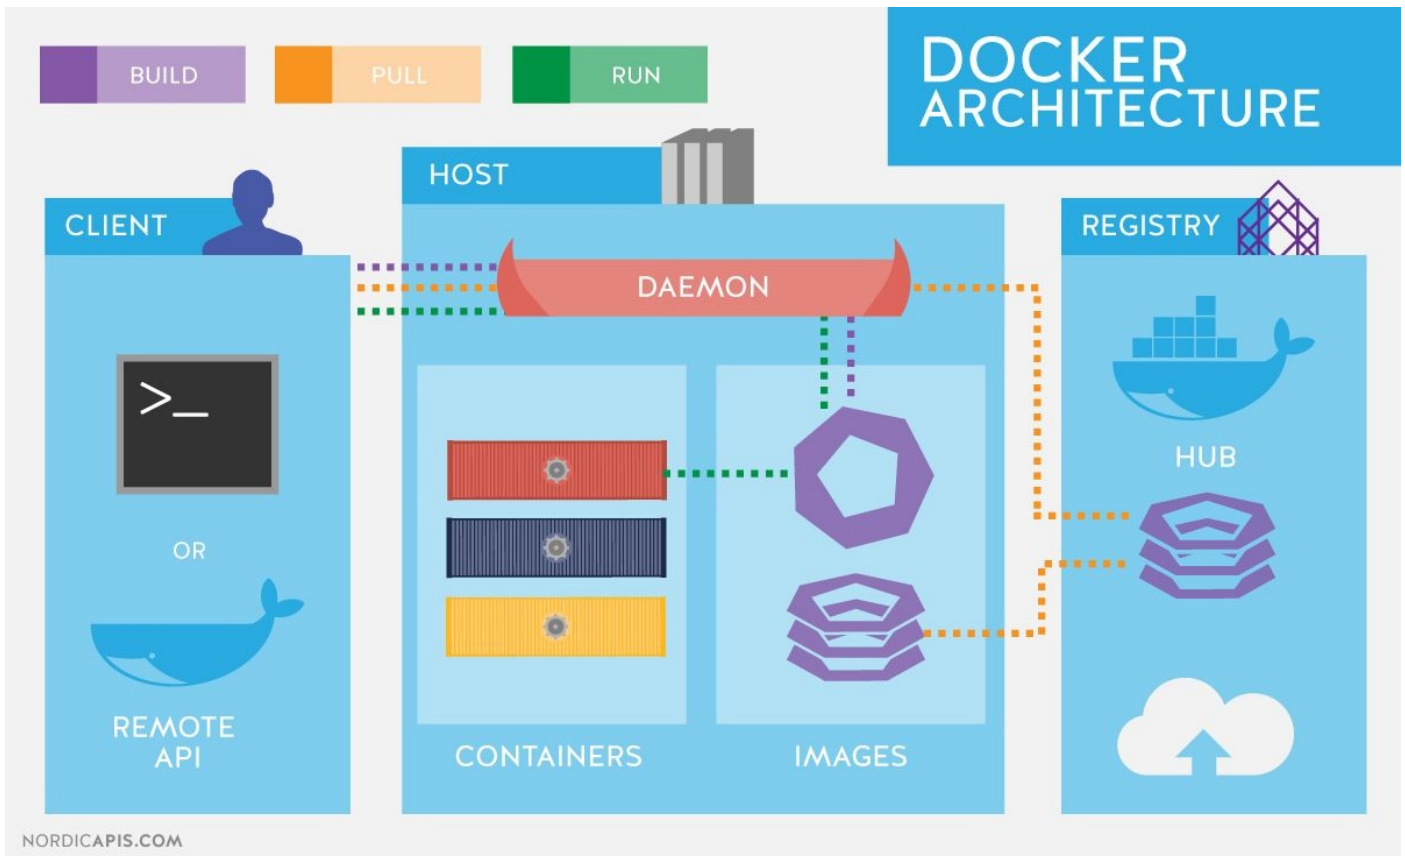 BUILD
PULL
RUN
DOCKER
ARCHITECTURE
CLIENT
>_
OR
REMOTE
API
HOST
DAEMON
CONTAINERS
IMAGES
REGISTRY
HUB
NORDICAPIS.COM